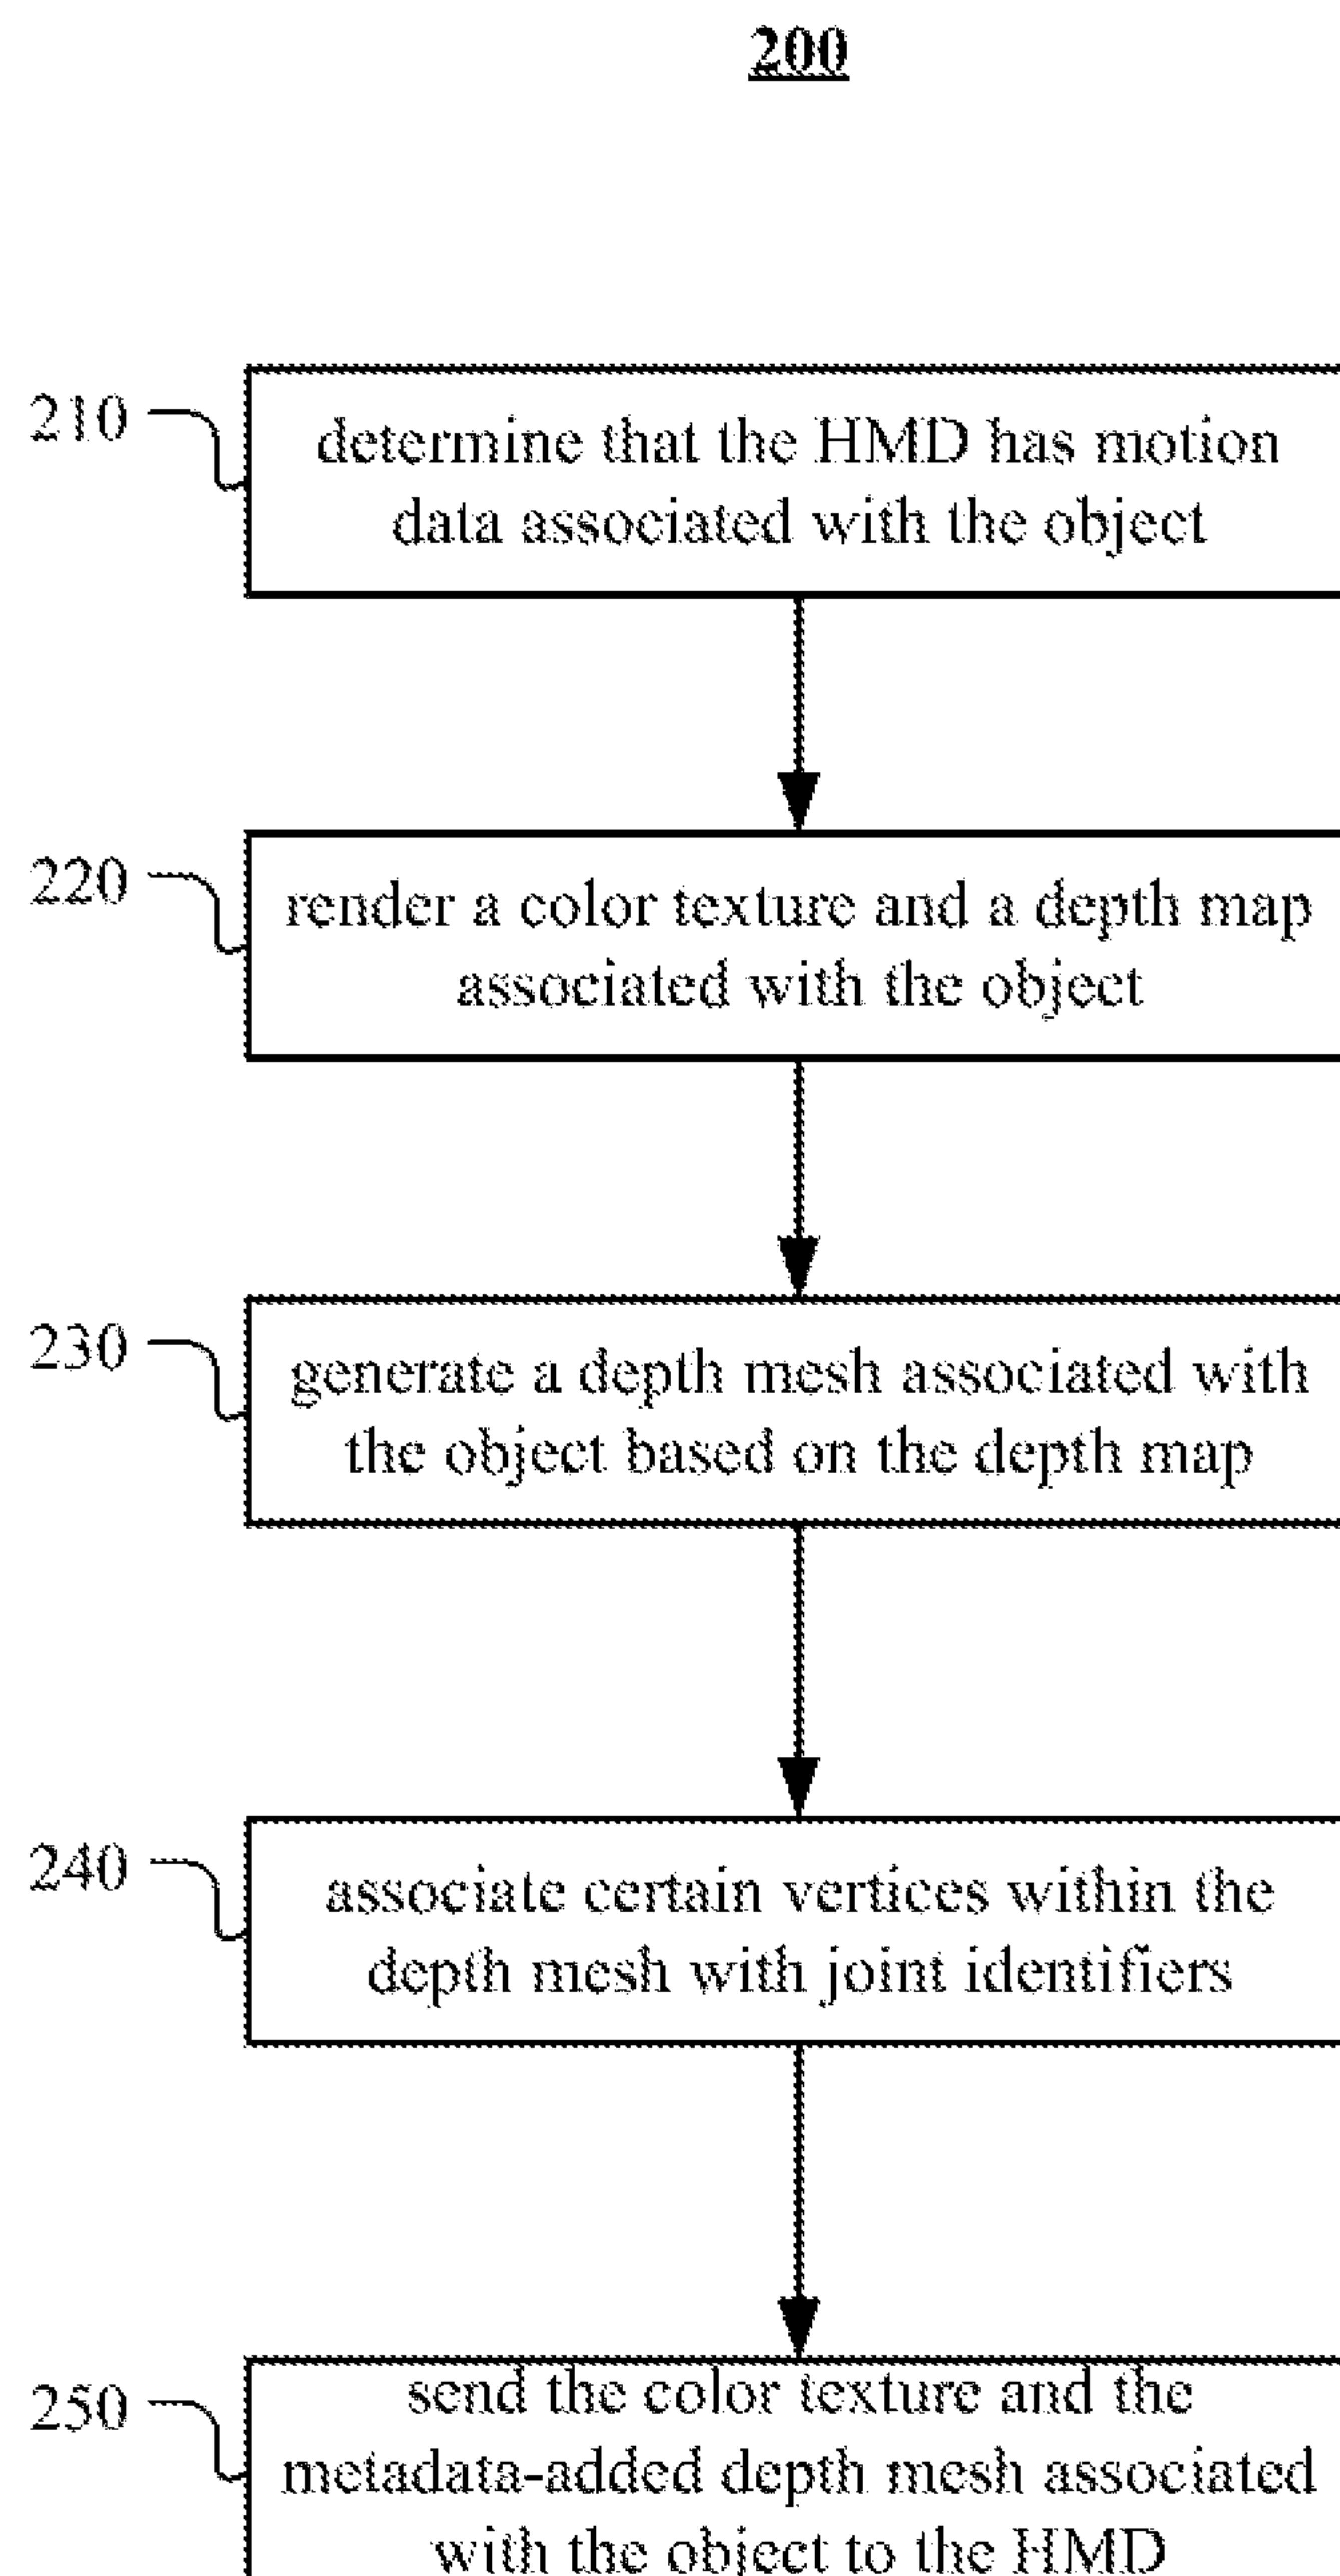 200
210
determine that the HMD has motion
data associated with the object
220
render a color texture and a depth map
associated with the object
230
generate a depth mesh associated with
the object based on the depth map
240
associate certain vertices within the
depth mesh with joint identifiers
250
send the color texture and the
metadata-added depth mesh associated
with the object to the HMD